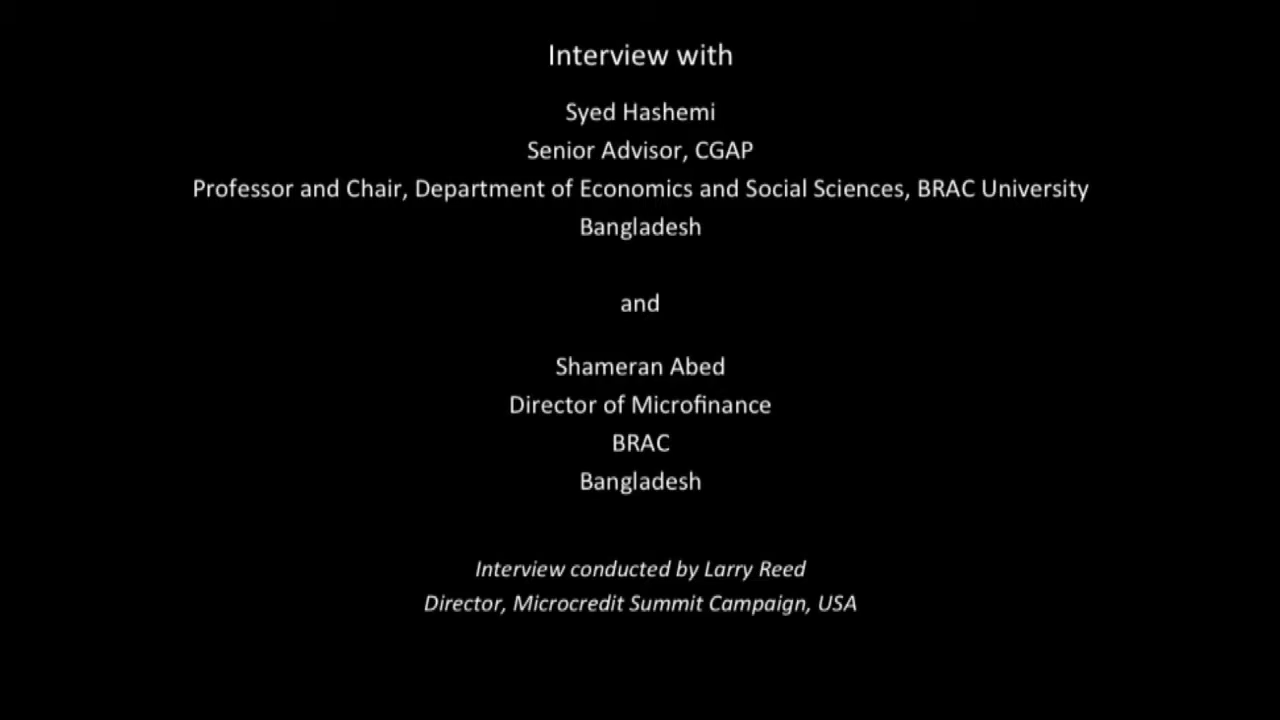 Interview with
Syed Hashemi
Senior Advisor, CGAP
Professor and Chair, Department of Economics and Social Sciences, BRAC University
Bangladesh
and
Shameran Abed
Director of Microfinance
BRAC
Bangladesh
Interview conducted by Larry Reed
Director, Microcredit Summit Campaign, USA